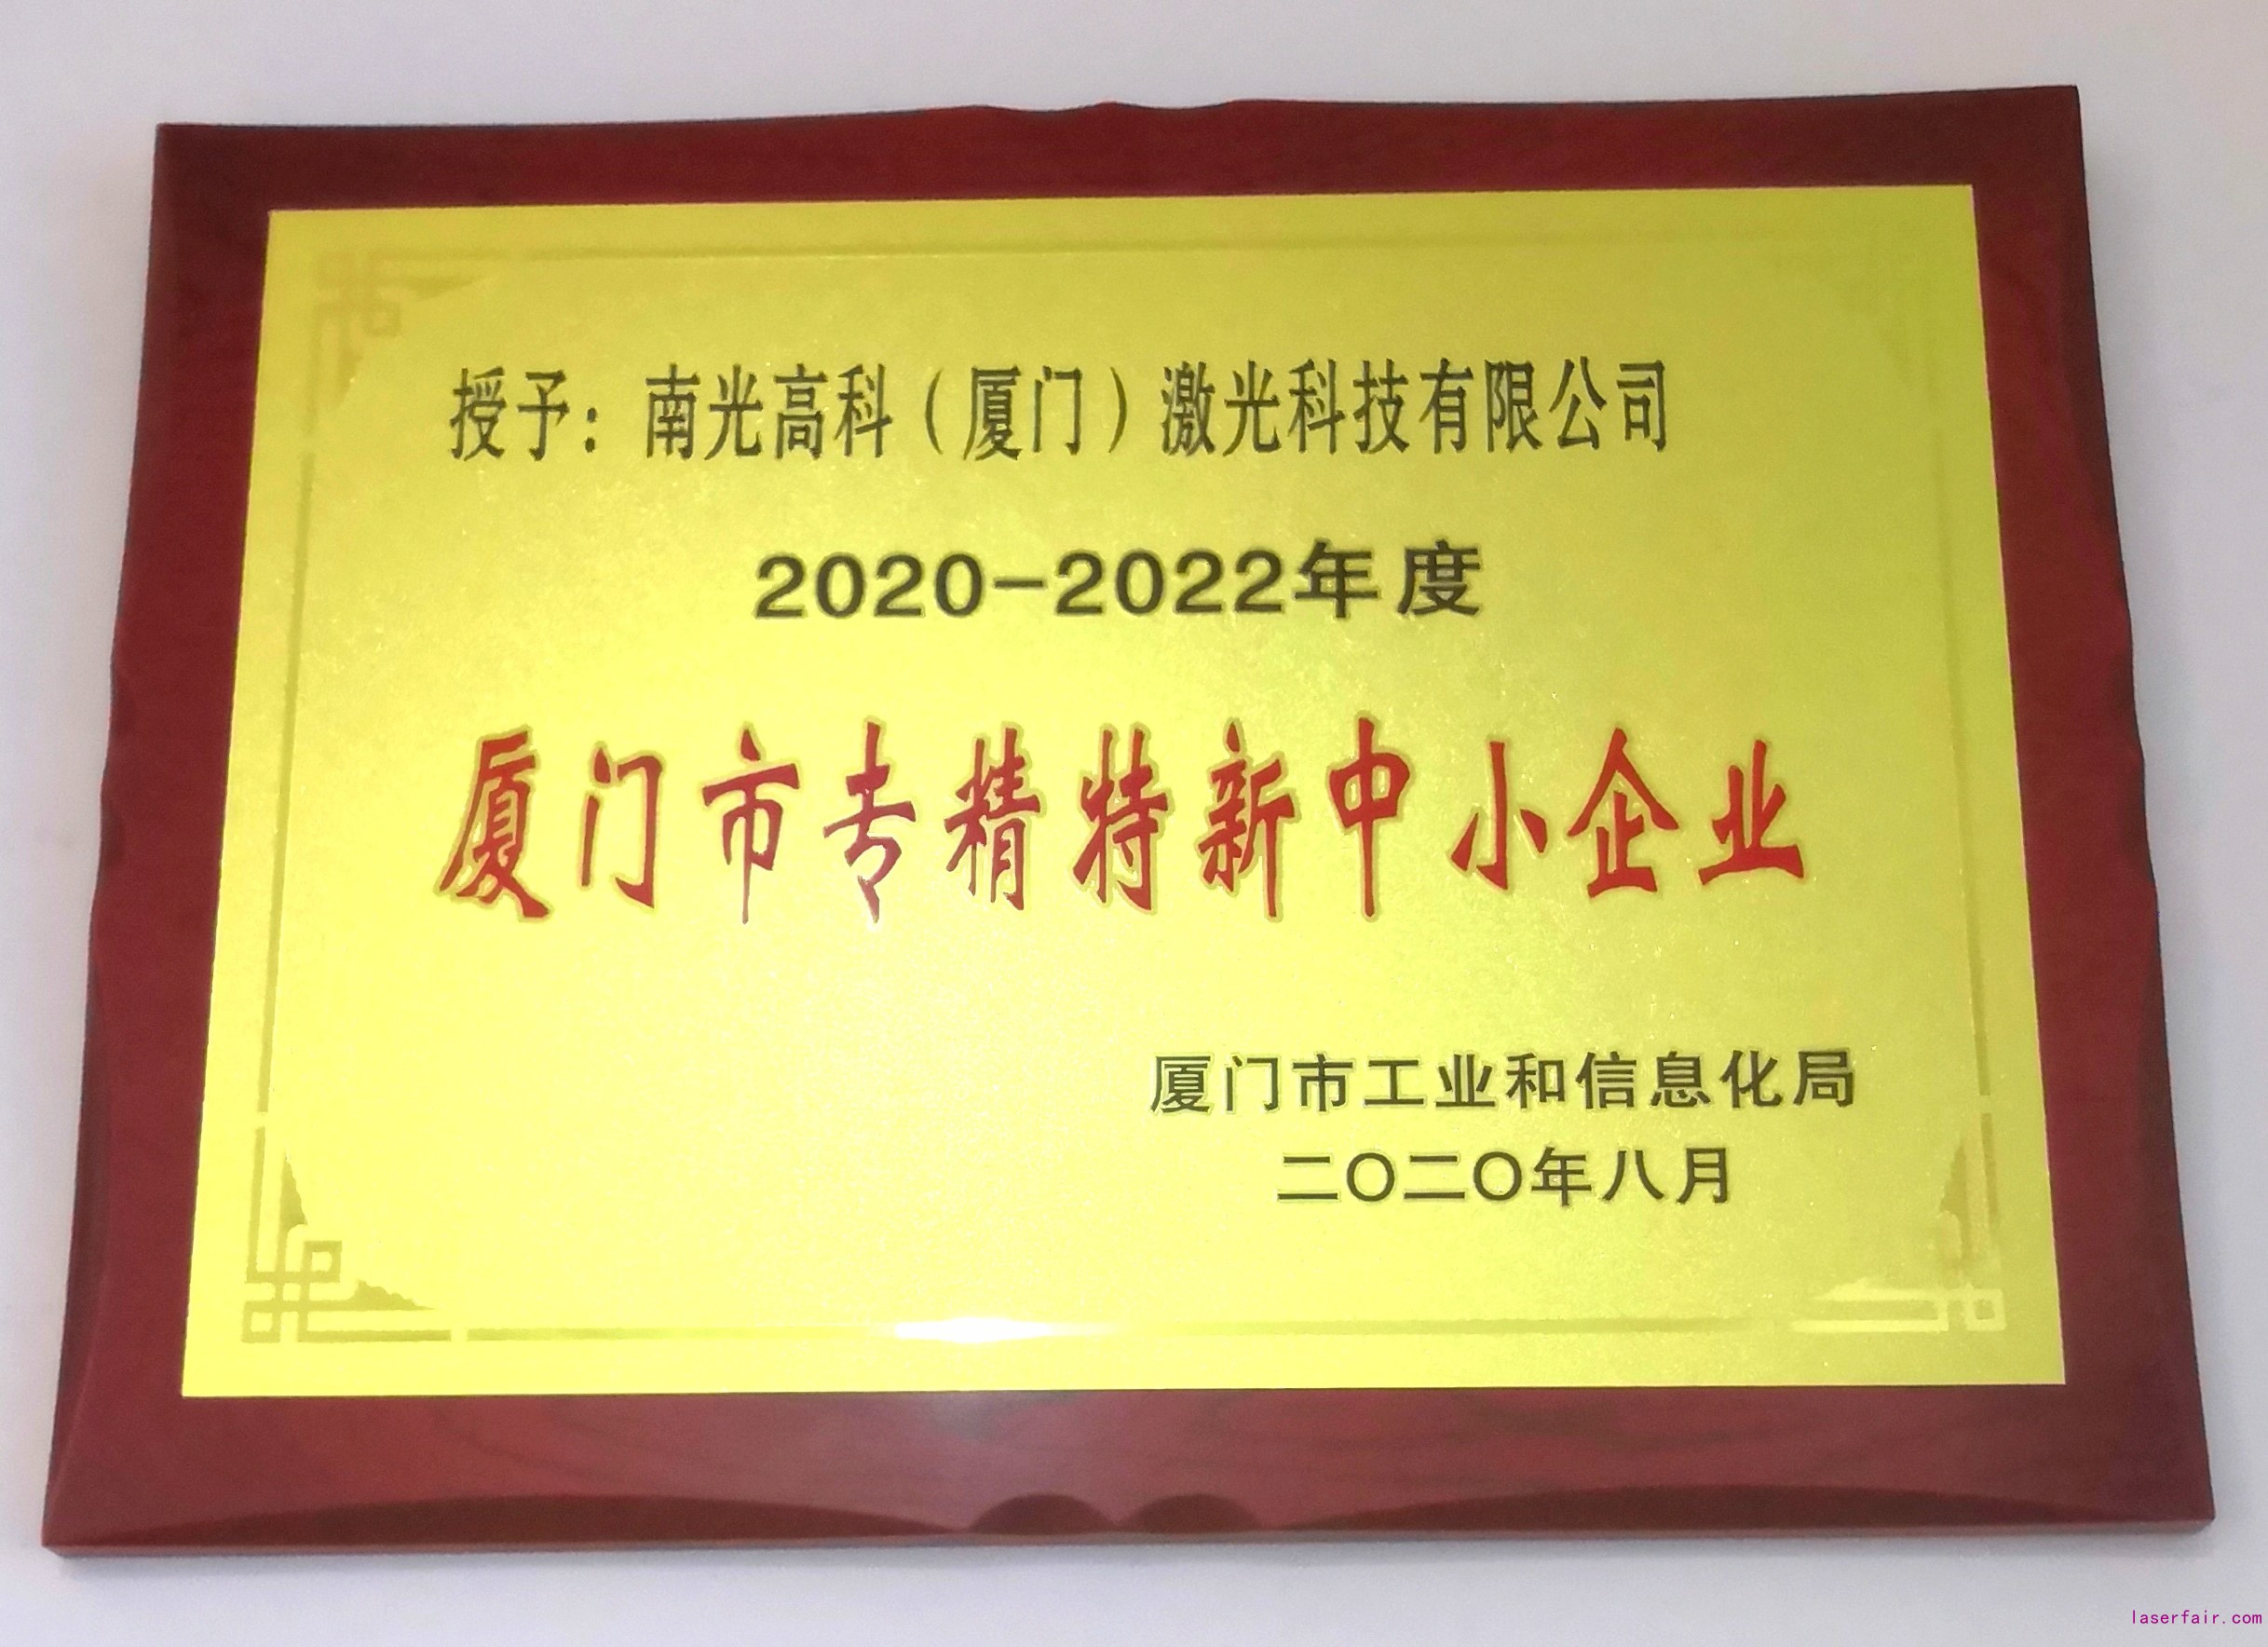 授予：南光高科（厦门）激光科技有限公司
2020-2022年度
厦门市专精特新中小企业
厦门市工业和信息化局
二〇二〇年八月
laserfair.com